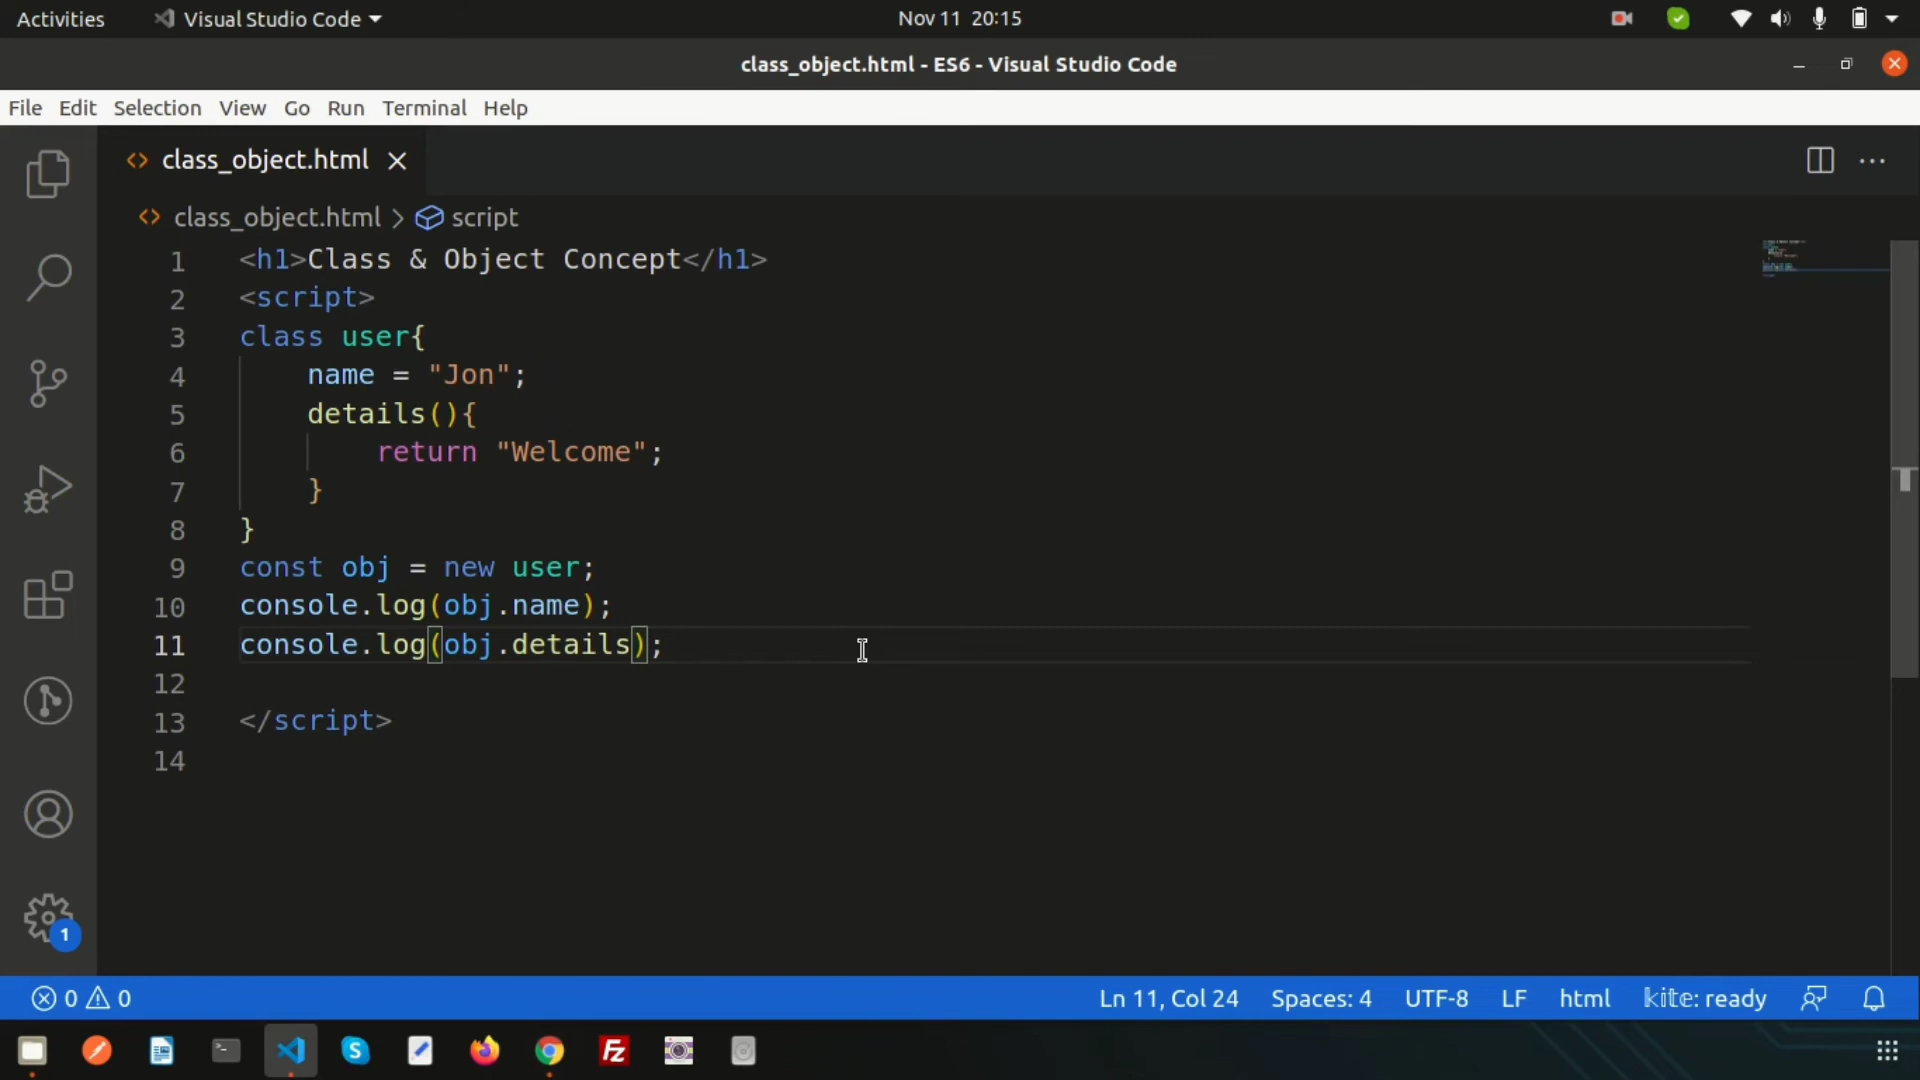 Activities Visual Studio Code Nov 11 20:15
class_object.html - ES6 - Visual Studio Code
File Edit Selection View Go Run Terminal Help
class_object.html
class_object.html > script
1 <h1>Class & Object Concept</h1>
2 <script>
3 class user{
4 name = "Jon";
5 details(){
6 return "Welcome";
7 }
8 }
9 const obj = new user;
10 console.log(obj.name);
11 console.log(obj.details);
12
13 </script>
14
1
0 0 Ln 11, Col 24 Spaces: 4 UTF-8 LF html kite: ready